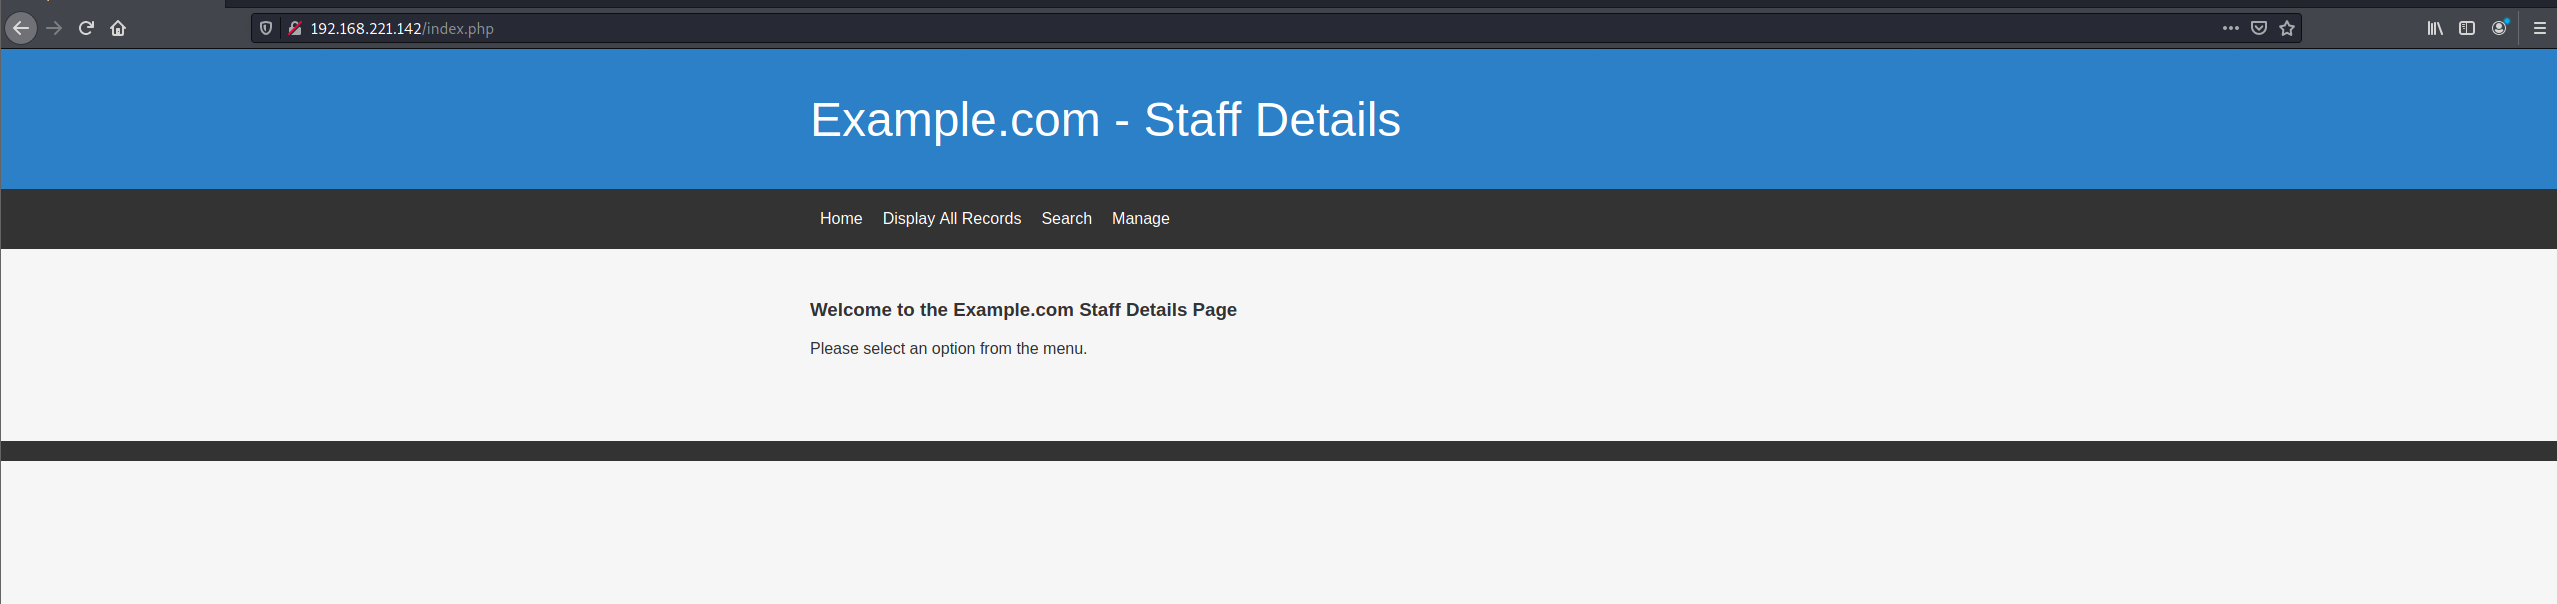 192.168.221.142/index.php
Example.com - Staff Details
Home Display All Records Search Manage
Welcome to the Example.com Staff Details Page
Please select an option from the menu.